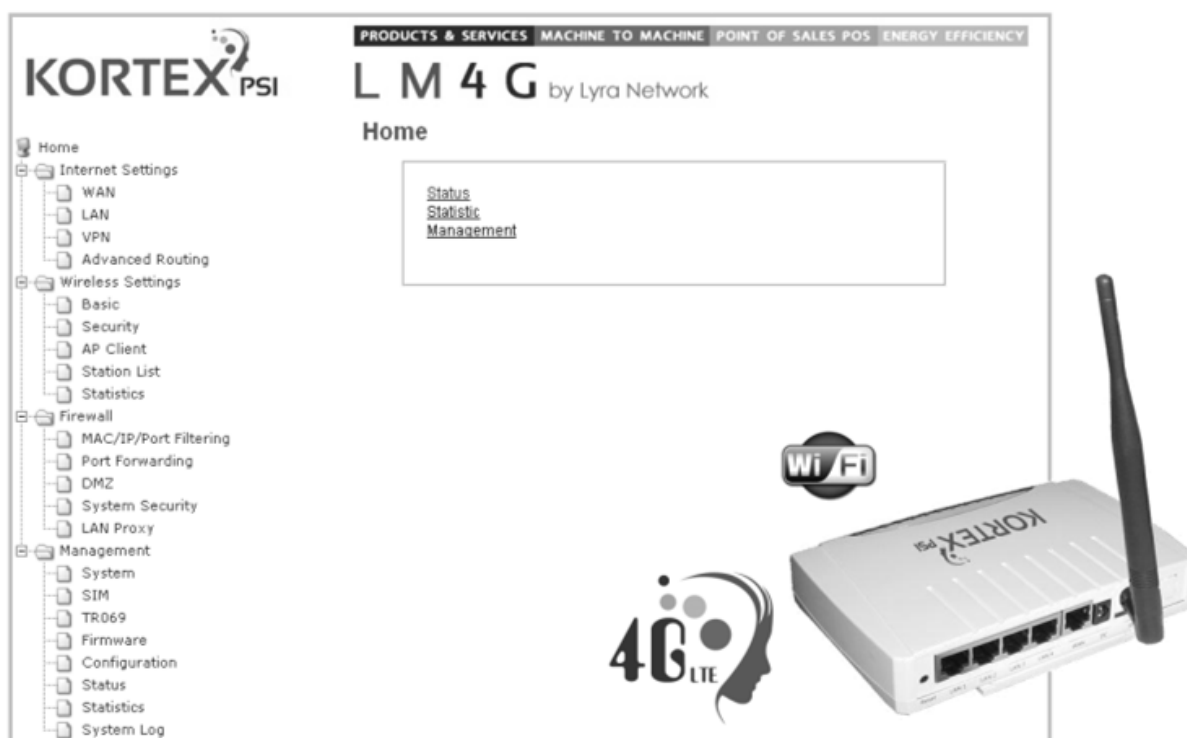 KORTEX PSI
PRODUCTS & SERVICES MACHINE TO MACHINE POINT OF SALES POS ENERGY EFFICIENCY
LM4G by Lyra Network
Home
Status
Statistic
Management
Home
Internet Settings
WAN
LAN
VPN
Advanced Routing
Wireless Settings
Basic
Security
AP Client
Station List
Statistics
Firewall
MAC/IP/Port Filtering
Port Forwarding
DMZ
System Security
LAN Proxy
Management
System
SIM
TR069
Firmware
Configuration
Status
Statistics
System Log
Wi Fi
4G LTE
KORTEX PSI
Reset